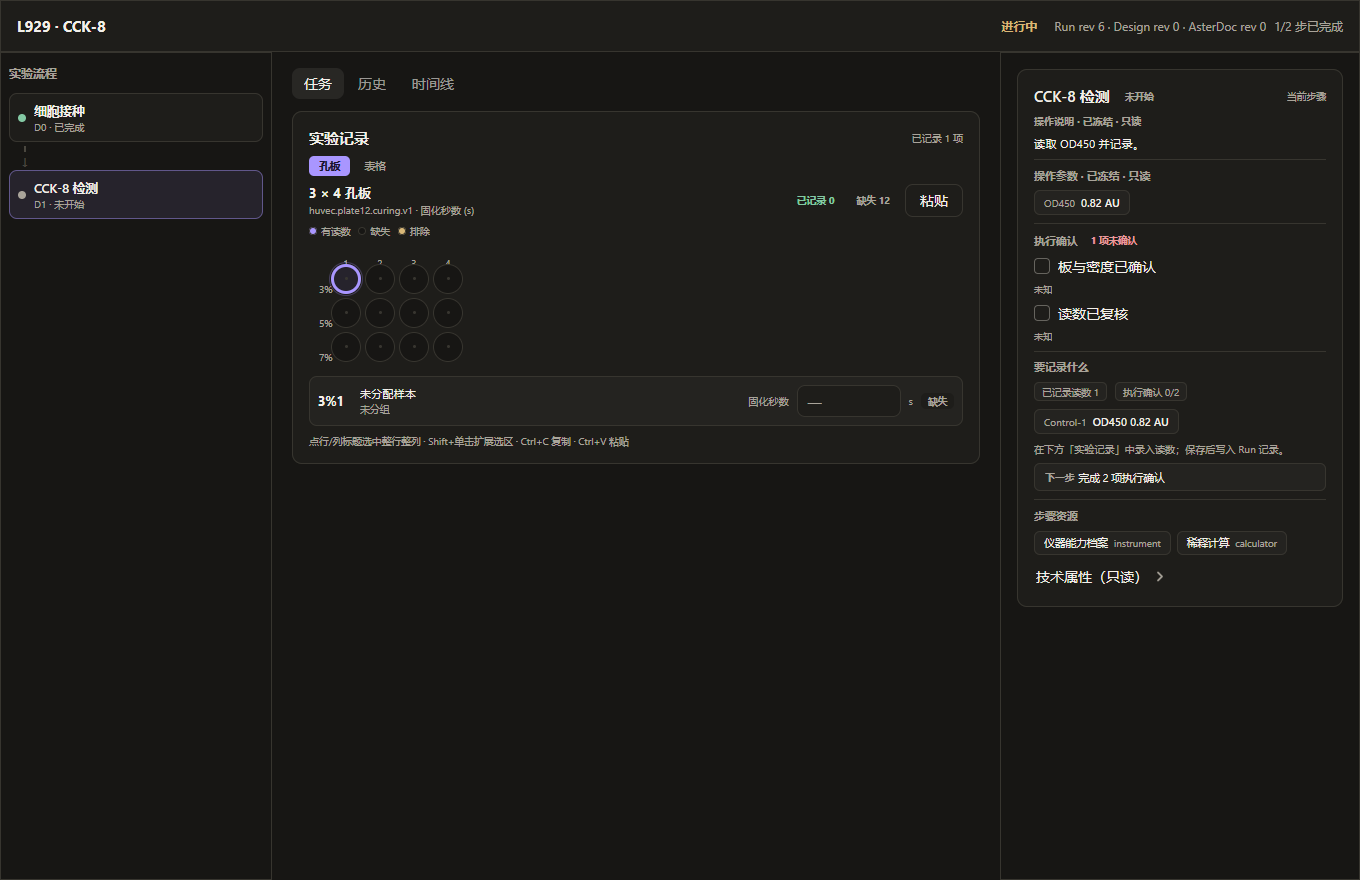 L929 · CCK-8
进行中 Run rev 6 · Design rev 0 · AsterDoc rev 0 1/2 步已完成
实验流程
细胞接种
D0 · 已完成
CCK-8 检测
D1 · 未开始
任务 历史 时间线
实验记录 已记录 1 项
孔板 表格
3 × 4 孔板
huvec.plate12.curing.v1 · 固化秒数 (s)
已记录 0 缺失 12 粘贴
有读数 缺失 排除
1 2 3 4
3%
5%
7%
3%1 未分配样本
未分组
固化秒数 — s 缺失
点行/列标题选中整行整列 · Shift+单击扩展选区 · Ctrl+C 复制 · Ctrl+V 粘贴
CCK-8 检测 未开始 当前步骤
操作说明 · 已冻结 · 只读
读取 OD450 并记录。
操作参数 · 已冻结 · 只读
OD450 0.82 AU
执行确认 1 项未确认
板与密度已确认
未知
读数已复核
未知
要记录什么
已记录读数 1 执行确认 0/2
Control-1 OD450 0.82 AU
在下方「实验记录」中录入读数；保存后写入 Run 记录。
下一步 完成 2 项执行确认
步骤资源
仪器能力档案 instrument 稀释计算 calculator
技术属性（只读）